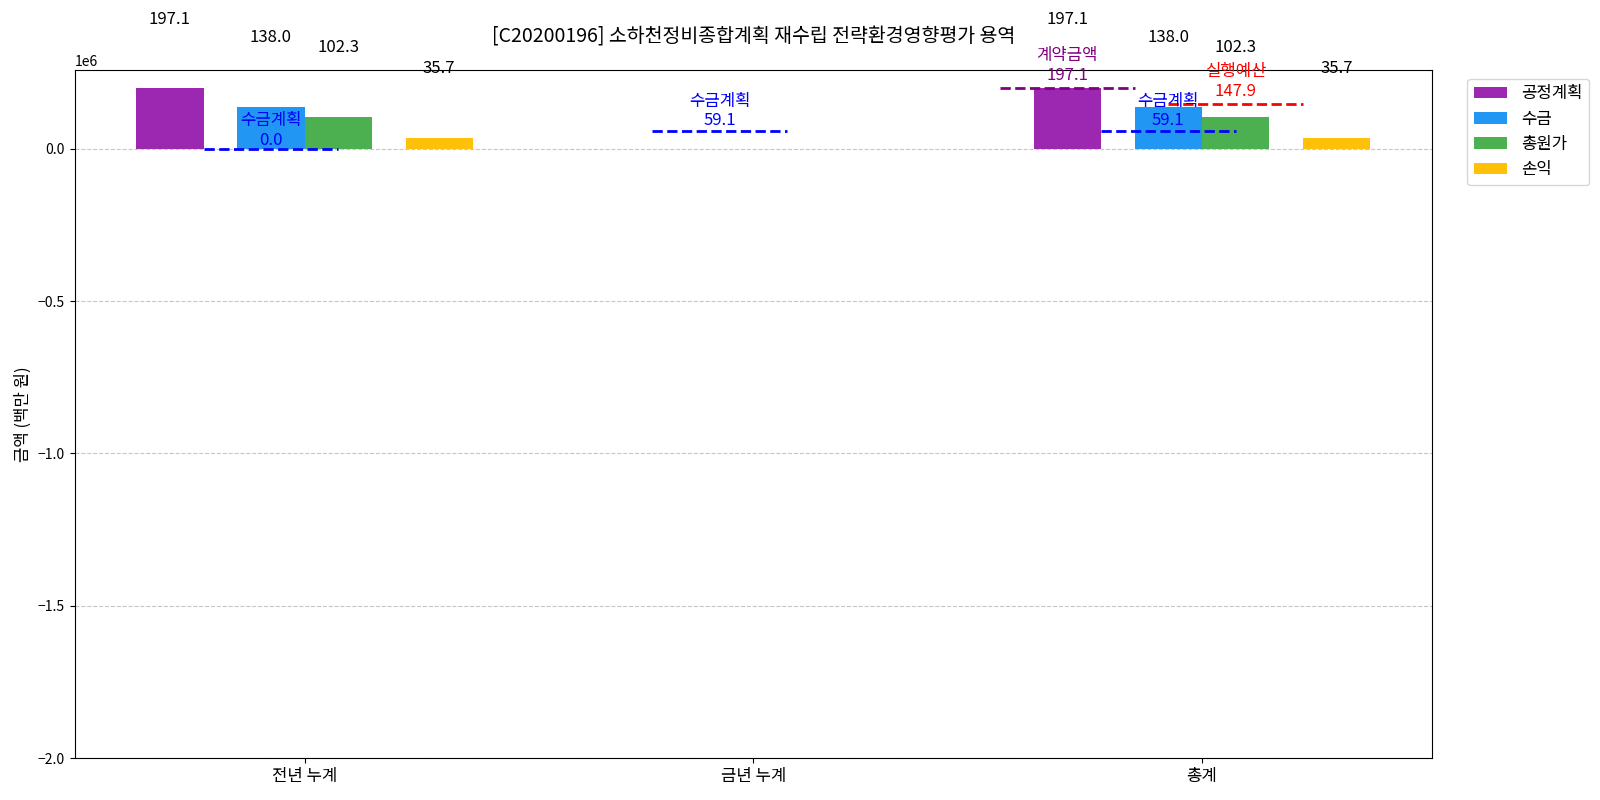 [C20200196] 소하천정비종합계획 재수립 전략환경영향평가 용역
1e6
197.1
138.0
102.3
35.7
수금계획
0.0
수금계획
59.1
197.1
138.0
102.3
35.7
계약금액
197.1
실행예산
147.9
수금계획
59.1
공정계획
수금
총원가
손익
0.0
−0.5
−1.0
−1.5
−2.0
금액 (백만 원)
전년 누계
금년 누계
총계